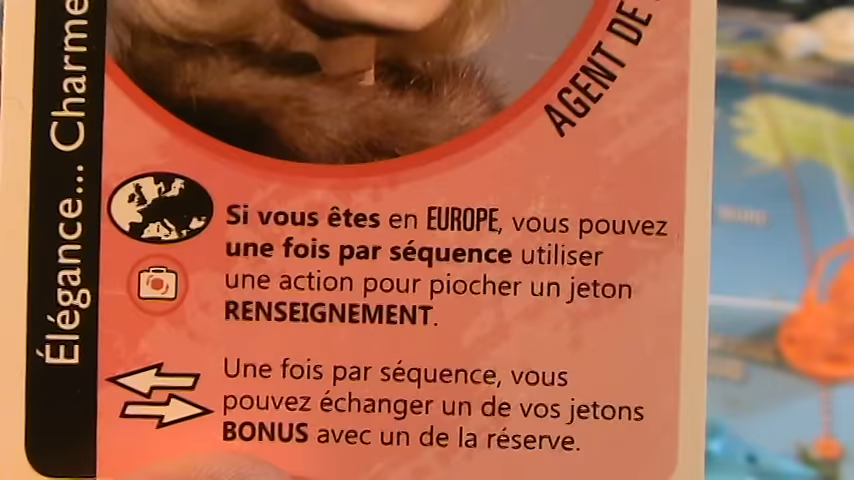 Élégance... Charme
AGENT DE
Si vous êtes en EUROPE, vous pouvez
une fois par séquence utiliser
une action pour piocher un jeton
RENSEIGNEMENT.
Une fois par séquence, vous
pouvez échanger un de vos jetons
BONUS avec un de la réserve.